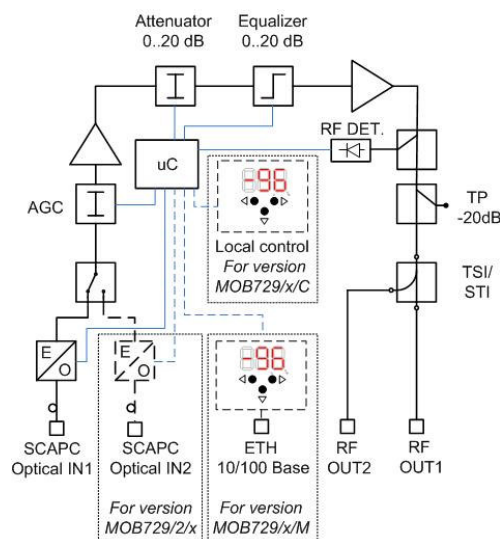 Attenuator
0..20 dB
Equalizer
0..20 dB
RF DET.
uC
-96
AGC
TP
-20dB
Local control
For version
MOB729/x/C
TSI/
STI
E
O
E
O
-96
SCAPC
Optical IN1
SCAPC
Optical IN2
ETH
10/100 Base
RF
OUT2
RF
OUT1
For version
MOB729/2/x
For version
MOB729/x/M